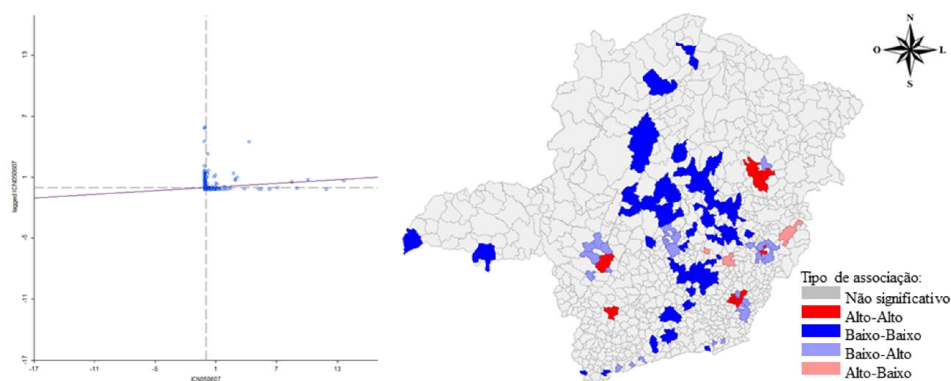 13
7
1
-5
-11
-17
lagged ICN050607
-17 -11 -5 1 7 13
ICN050607
N
O L
S
Tipo de associação:
Não significativo
Alto-Alto
Baixo-Baixo
Baixo-Alto
Alto-Baixo